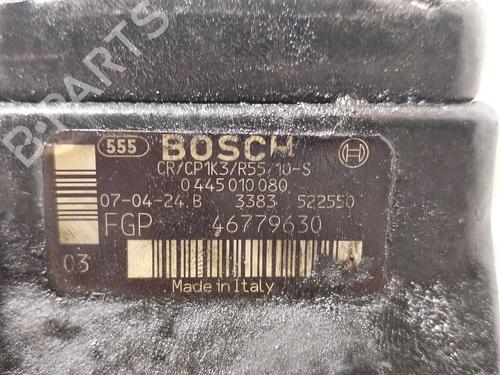 B-PARTS
555 BOSCH
CR/CP1K3/R55/10-S
0 445 010 080
07-04-24.B 3383 522550
FGP 46779630
03
Made in Italy